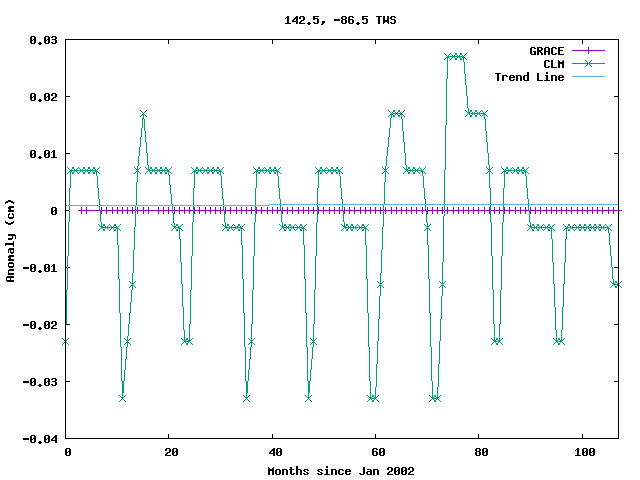 142.5, -86.5 TWS
GRACE
CLM
Trend Line
0.03
0.02
0.01
0
-0.01
-0.02
-0.03
-0.04
Anomaly (cm)
0 20 40 60 80 100
Months since Jan 2002